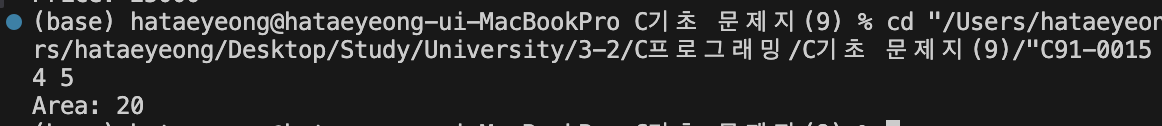 (base) hataeyeong@hataeyeong-ui-MacBookPro C기초 문제지(9) % cd "/Users/hataeyeon
rs/hataeyeong/Desktop/Study/University/3-2/C프로그래밍/C기초 문제지(9)/"C91-0015
4 5
Area: 20